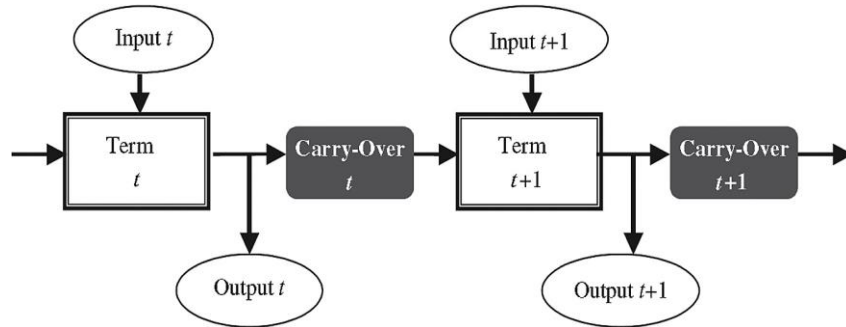 Input t
Input t+1
Term
t
Carry-Over
t
Term
t+1
Carry-Over
t+1
Output t
Output t+1